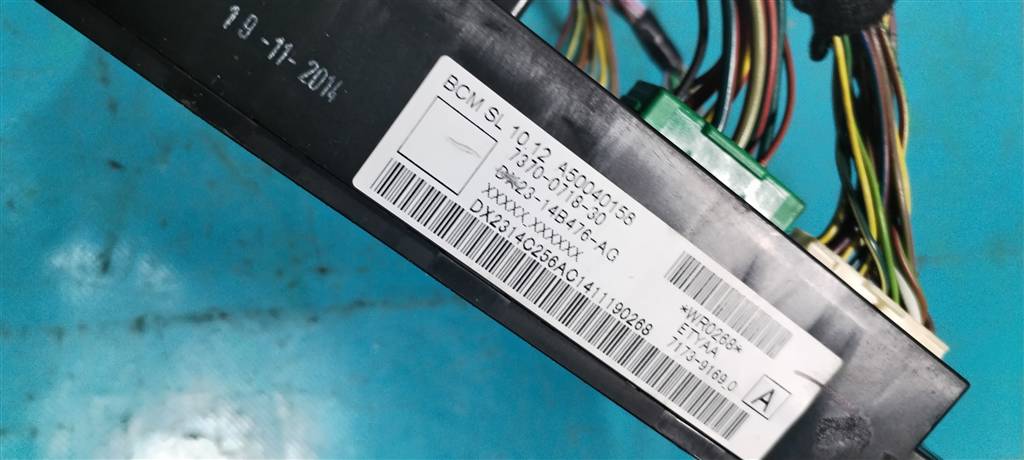 19-11-2014
BCM SL 10.12 A50040158
7370-0718-30
DX23-14B476-AG
XXXXX.XXXXXX
DX2314C256AC1411190268
*WR0268*
ETYAA
7173-9169.0
A